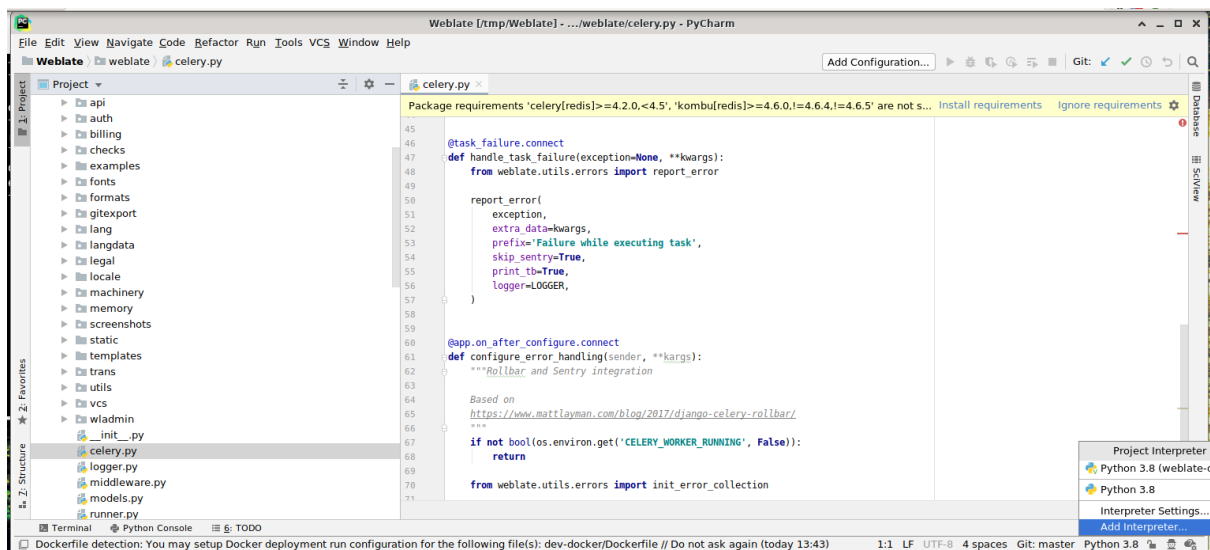 Weblate [/tmp/Weblate] - .../weblate/celery.py - PyCharm
File Edit View Navigate Code Refactor Run Tools VCS Window Help
Weblate weblate celery.py
Add Configuration...
Git:
1: Project
Project
celery.py
Package requirements 'celery[redis]>=4.2.0,<4.5', 'kombu[redis]>=4.6.0,!=4.6.4,!=4.6.5' are not s... Install requirements Ignore requirements
api
auth
billing
checks
examples
fonts
formats
gitexport
lang
langdata
legal
locale
machinery
memory
screenshots
static
templates
trans
utils
vcs
wladmin
__init__.py
celery.py
logger.py
middleware.py
models.py
runner.py
2: Favorites
Z: Structure
45
46 @task_failure.connect
47 def handle_task_failure(exception=None, **kwargs):
48 from weblate.utils.errors import report_error
49
50 report_error(
51 exception,
52 extra_data=kwargs,
53 prefix='Failure while executing task',
54 skip_sentry=True,
55 print_tb=True,
56 logger=LOGGER,
57 )
58
59
60 @app.on_after_configure.connect
61 def configure_error_handling(sender, **kargs):
62 """Rollbar and Sentry integration
63
64 Based on
65 https://www.mattlayman.com/blog/2017/django-celery-rollbar/
66 """
67 if not bool(os.environ.get('CELERY_WORKER_RUNNING', False)):
68 return
69
70 from weblate.utils.errors import init_error_collection
71
Database
SciView
Project Interpreter
Python 3.8 (weblate-
Python 3.8
Interpreter Settings...
Add Interpreter...
Terminal Python Console 6: TODO
Dockerfile detection: You may setup Docker deployment run configuration for the following file(s): dev-docker/Dockerfile // Do not ask again (today 13:43)
1:1 LF UTF-8 4 spaces Git: master Python 3.8